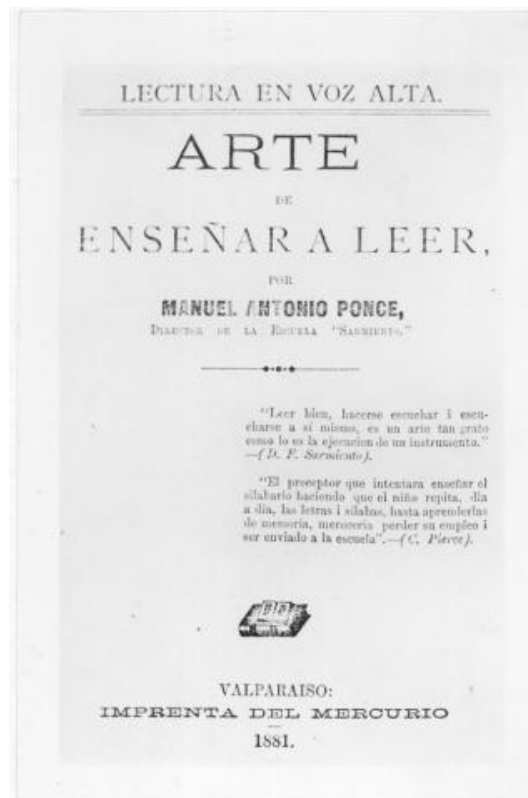 LECTURA EN VOZ ALTA.
ARTE
DE
ENSEÑAR A LEER,
POR
MANUEL ANTONIO PONCE,
DIRECTOR DE LA ESCUELA "SARMIENTO."
"Leer bien, hacerse escuchar i escu-
charse a sí mismo, es un arte tan grato
como lo es la ejecucion de un instrumento."
—(D. F. Sarmiento).
"El preceptor que intentara enseñar el
silabario haciendo que el niño repita, dia
a dia, las letras i sílabas, hasta aprenderlas
de memoria, mereceria perder su empleo i
ser enviado a la escuela".—(C. Pierce).
VALPARAISO:
IMPRENTA DEL MERCURIO
1881.